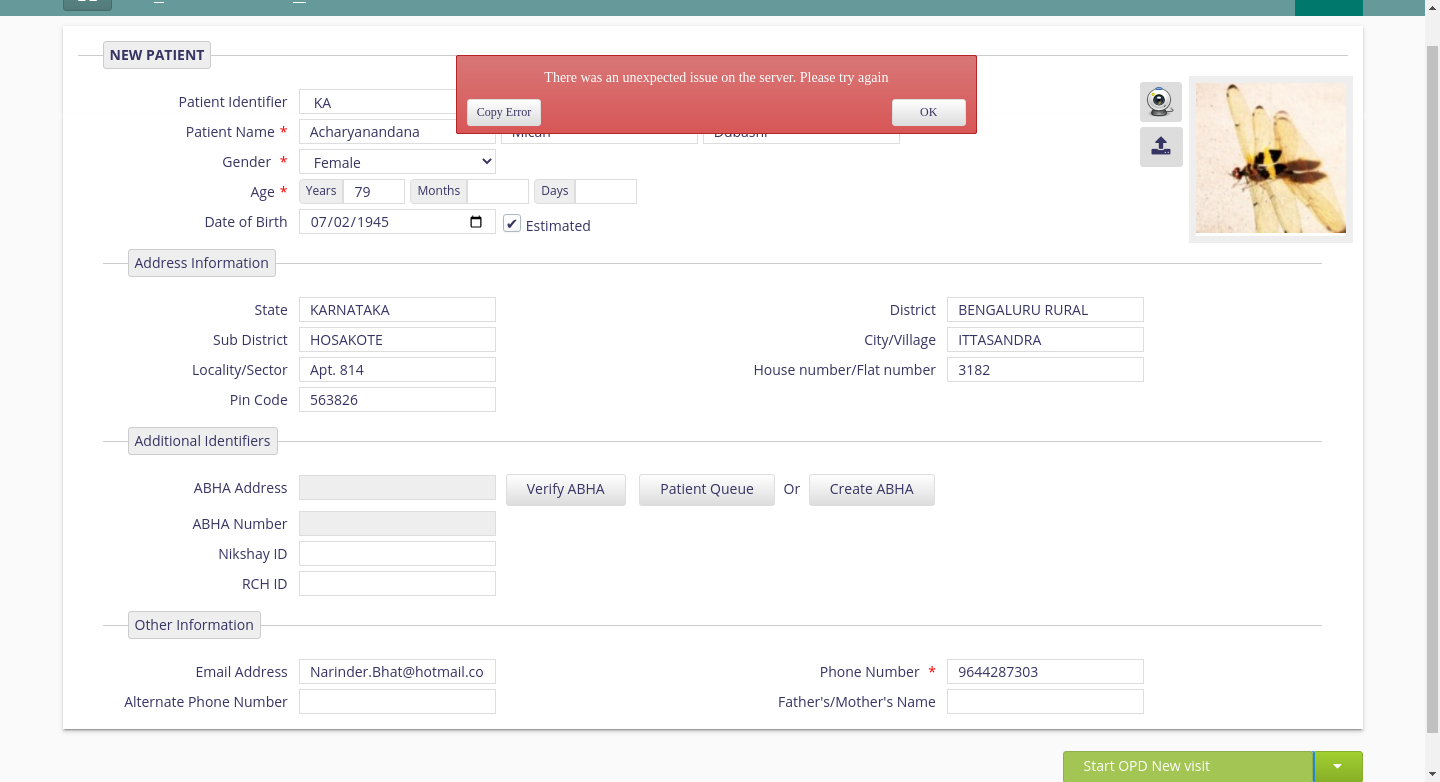 NEW PATIENT
There was an unexpected issue on the server. Please try again
Copy Error
OK
Patient Identifier KA
Patient Name * Acharyanandana
Gender * Female
Age * Years 79 Months Days
Date of Birth 07/02/1945 Estimated
Address Information
State KARNATAKA District BENGALURU RURAL
Sub District HOSAKOTE City/Village ITTASANDRA
Locality/Sector Apt. 814 House number/Flat number 3182
Pin Code 563826
Additional Identifiers
ABHA Address Verify ABHA Patient Queue Or Create ABHA
ABHA Number
Nikshay ID
RCH ID
Other Information
Email Address Narinder.Bhat@hotmail.co Phone Number * 9644287303
Alternate Phone Number Father's/Mother's Name
Start OPD New visit